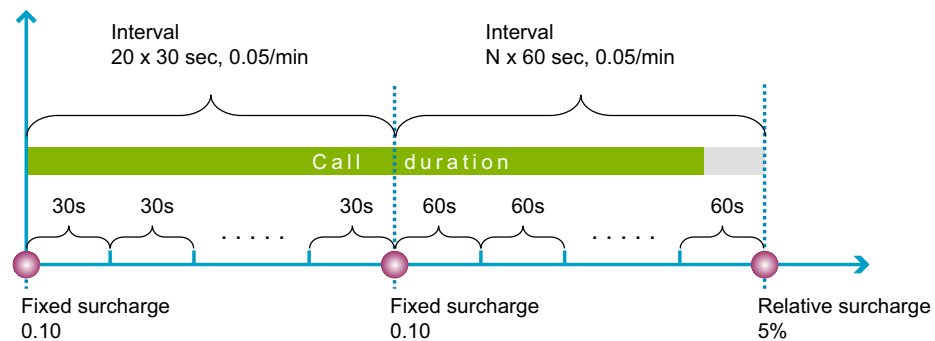 Interval
20 x 30 sec, 0.05/min
Interval
N x 60 sec, 0.05/min
Call duration
30s
30s
. . . . .
30s
60s
60s
. . . . .
60s
Fixed surcharge
0.10
Fixed surcharge
0.10
Relative surcharge
5%